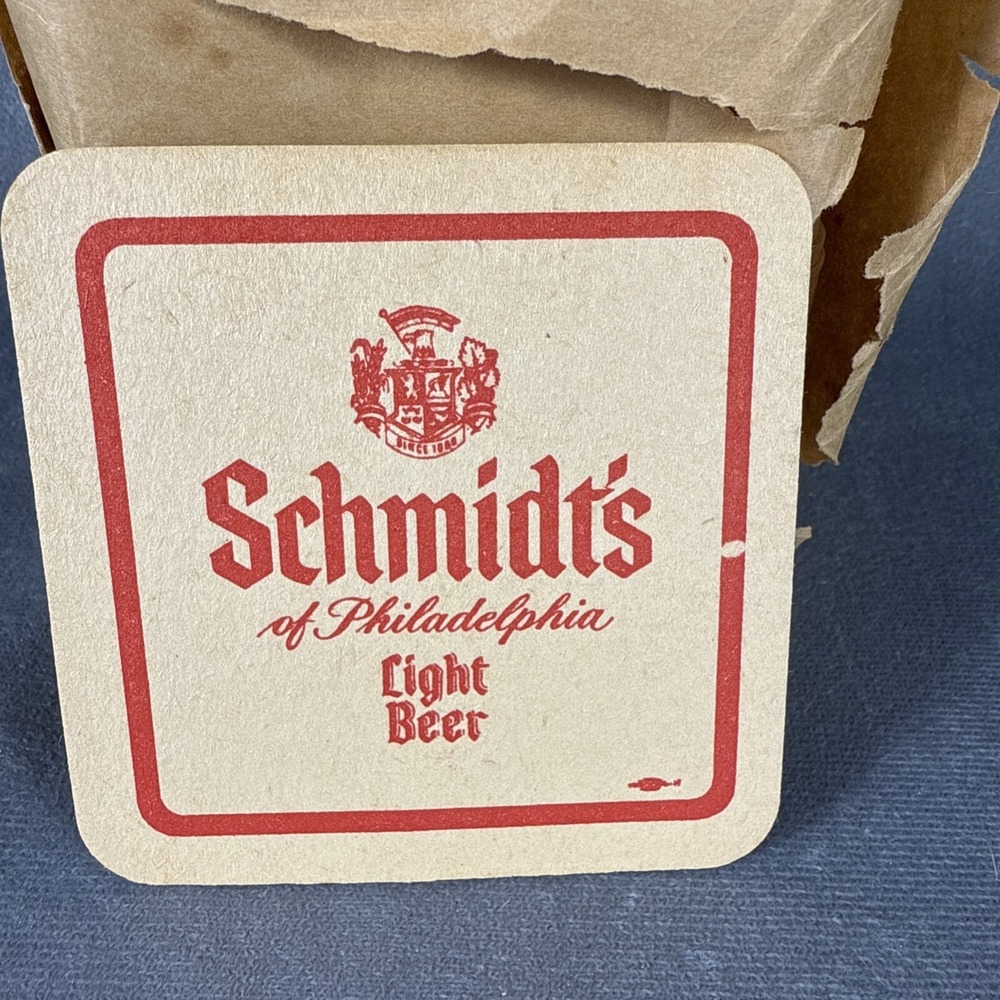 SINCE 1860
Schmidt's
of Philadelphia
Light
Beer